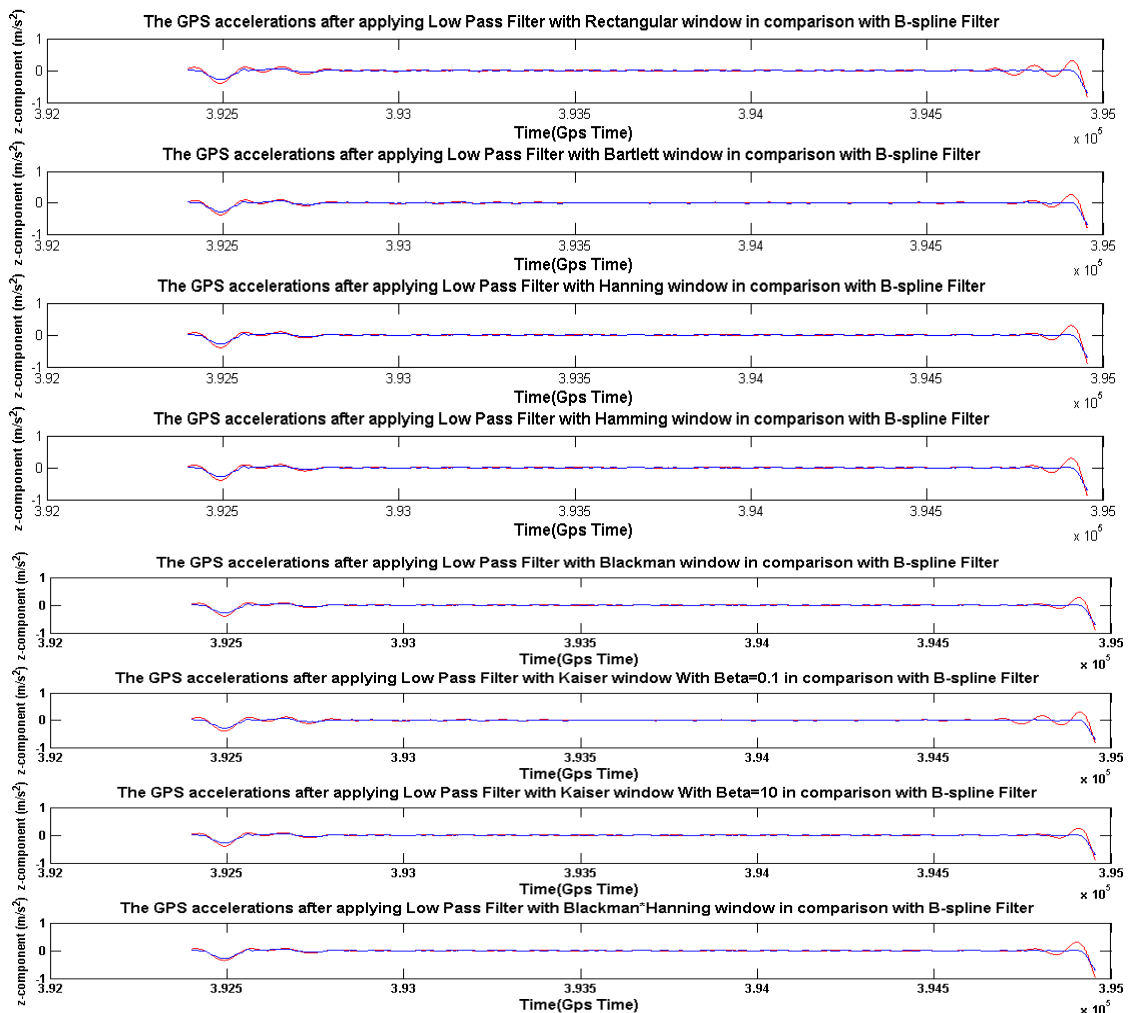 The GPS accelerations after applying Low Pass Filter with Rectangular window in comparison with B-spline Filter
z-component (m/s²)
1
0
-1
3.92 3.925 3.93 3.935 3.94 3.945 3.95
Time(Gps Time)
x 10⁵
The GPS accelerations after applying Low Pass Filter with Bartlett window in comparison with B-spline Filter
z-component (m/s²)
1
0
-1
3.92 3.925 3.93 3.935 3.94 3.945 3.95
Time(Gps Time)
x 10⁵
The GPS accelerations after applying Low Pass Filter with Hanning window in comparison with B-spline Filter
z-component (m/s²)
1
0
-1
3.92 3.925 3.93 3.935 3.94 3.945 3.95
Time(Gps Time)
x 10⁵
The GPS accelerations after applying Low Pass Filter with Hamming window in comparison with B-spline Filter
z-component (m/s²)
1
0
-1
3.92 3.925 3.93 3.935 3.94 3.945 3.95
Time(Gps Time)
x 10⁵
The GPS accelerations after applying Low Pass Filter with Blackman window in comparison with B-spline Filter
z-component (m/s²)
1
0
-1
3.92 3.925 3.93 3.935 3.94 3.945 3.95
Time(Gps Time)
x 10⁵
The GPS accelerations after applying Low Pass Filter with Kaiser window With Beta=0.1 in comparison with B-spline Filter
z-component (m/s²)
1
0
-1
3.92 3.925 3.93 3.935 3.94 3.945 3.95
Time(Gps Time)
x 10⁵
The GPS accelerations after applying Low Pass Filter with Kaiser window With Beta=10 in comparison with B-spline Filter
z-component (m/s²)
1
0
-1
3.92 3.925 3.93 3.935 3.94 3.945 3.95
Time(Gps Time)
x 10⁵
The GPS accelerations after applying Low Pass Filter with Blackman*Hanning window in comparison with B-spline Filter
z-component (m/s²)
1
0
-1
3.92 3.925 3.93 3.935 3.94 3.945 3.95
Time(Gps Time)
x 10⁵